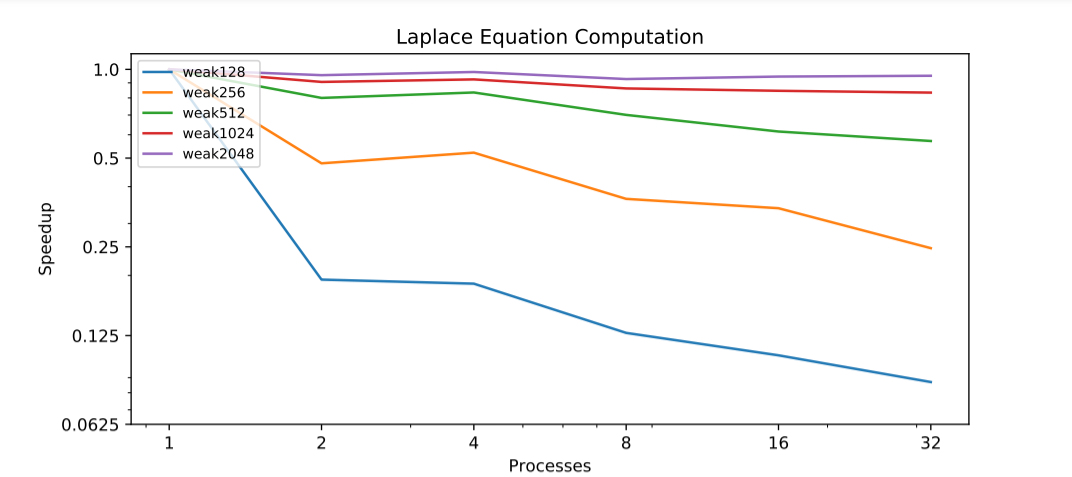 Laplace Equation Computation
1.0
0.5
0.25
0.125
0.0625
Speedup
weak128
weak256
weak512
weak1024
weak2048
1 2 4 8 16 32
Processes